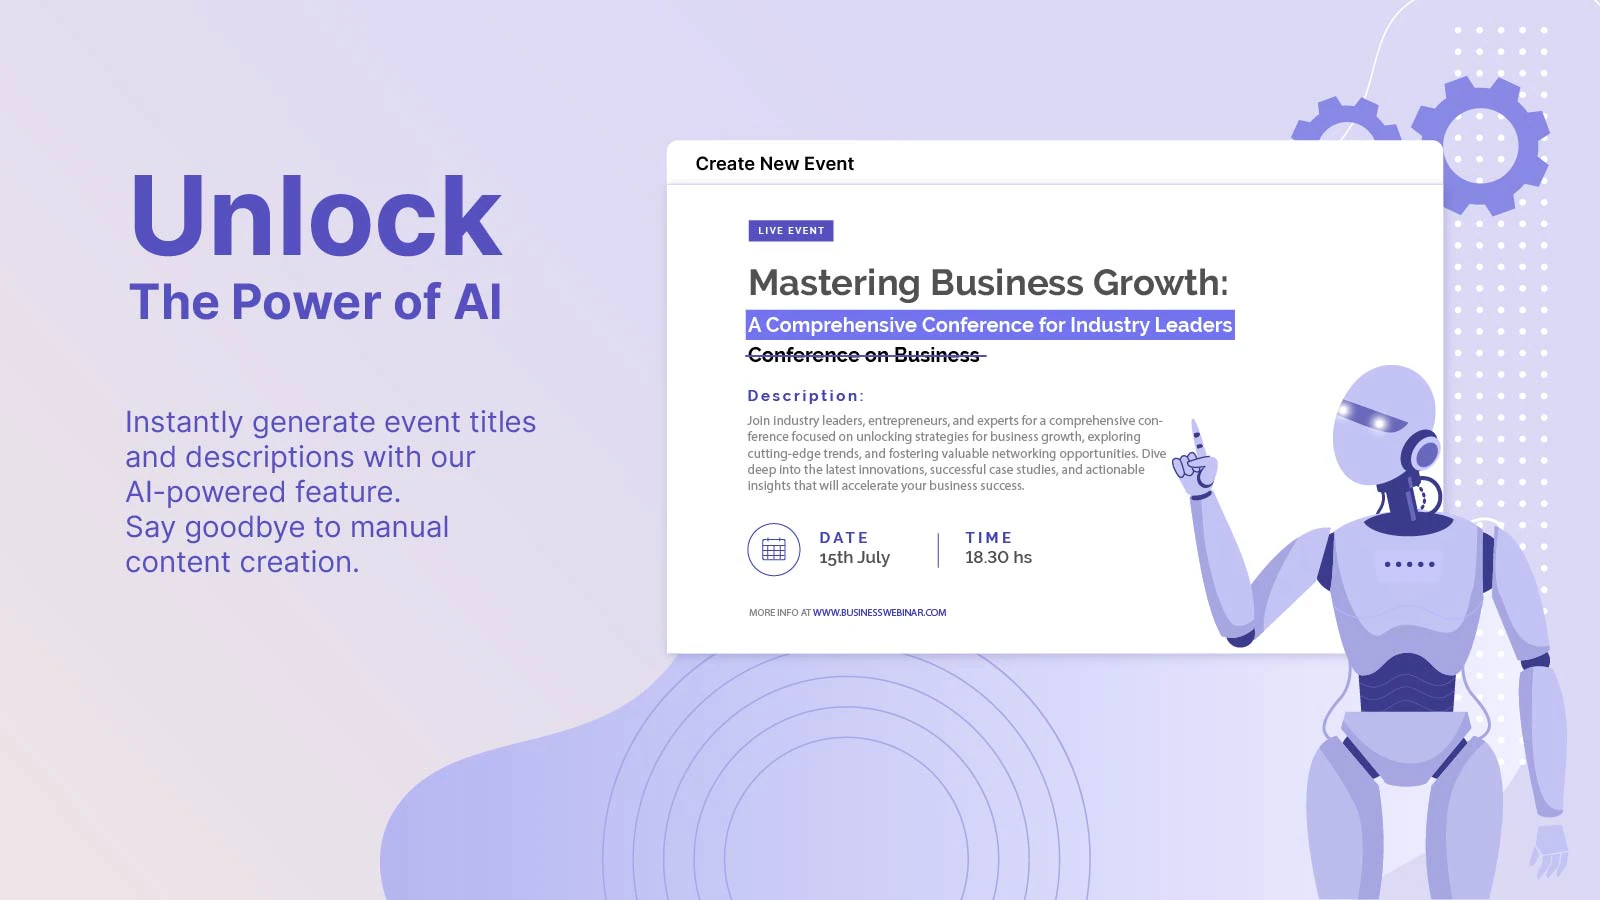 Unlock
The Power of AI
Instantly generate event titles
and descriptions with our
AI-powered feature.
Say goodbye to manual
content creation.
Create New Event
LIVE EVENT
Mastering Business Growth:
A Comprehensive Conference for Industry Leaders
Conference on Business
Description:
Join industry leaders, entrepreneurs, and experts for a comprehensive con-
ference focused on unlocking strategies for business growth, exploring
cutting-edge trends, and fostering valuable networking opportunities. Dive
deep into the latest innovations, successful case studies, and actionable
insights that will accelerate your business success.
DATE
15th July
TIME
18.30 hs
MORE INFO AT WWW.BUSINESSWEBINAR.COM